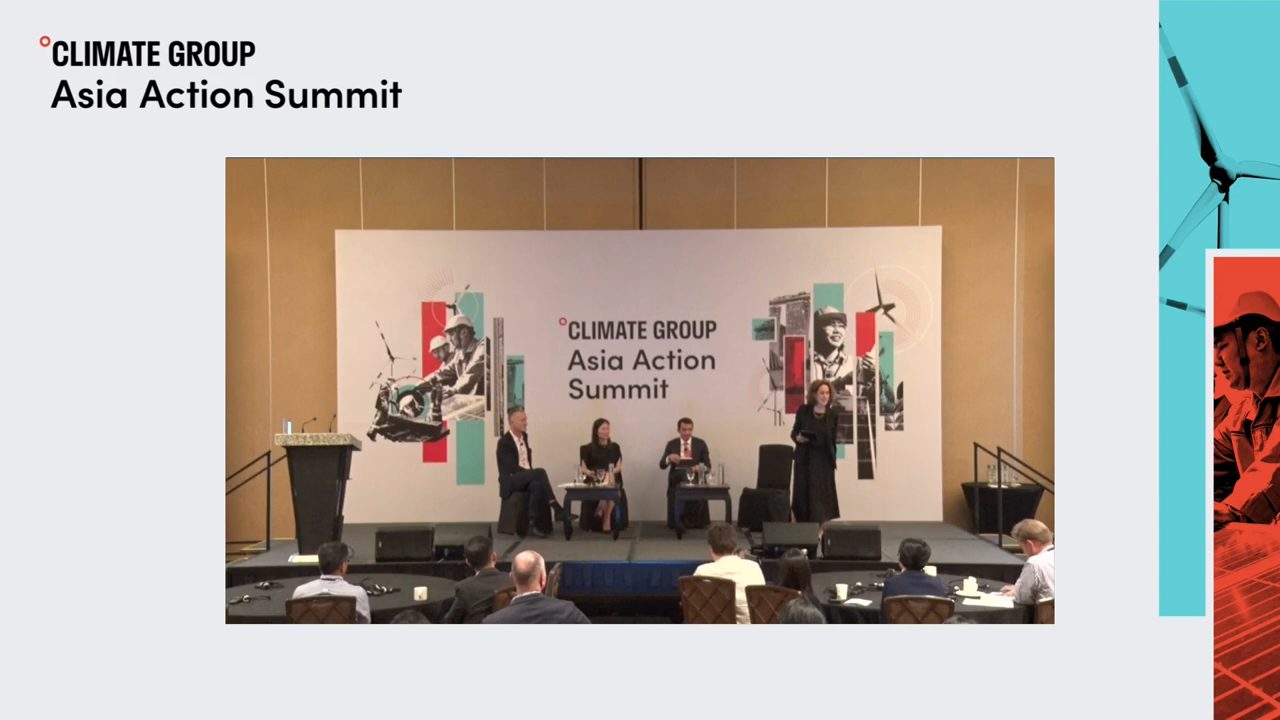 CLIMATE GROUP
Asia Action Summit
CLIMATE GROUP
Asia Action
Summit